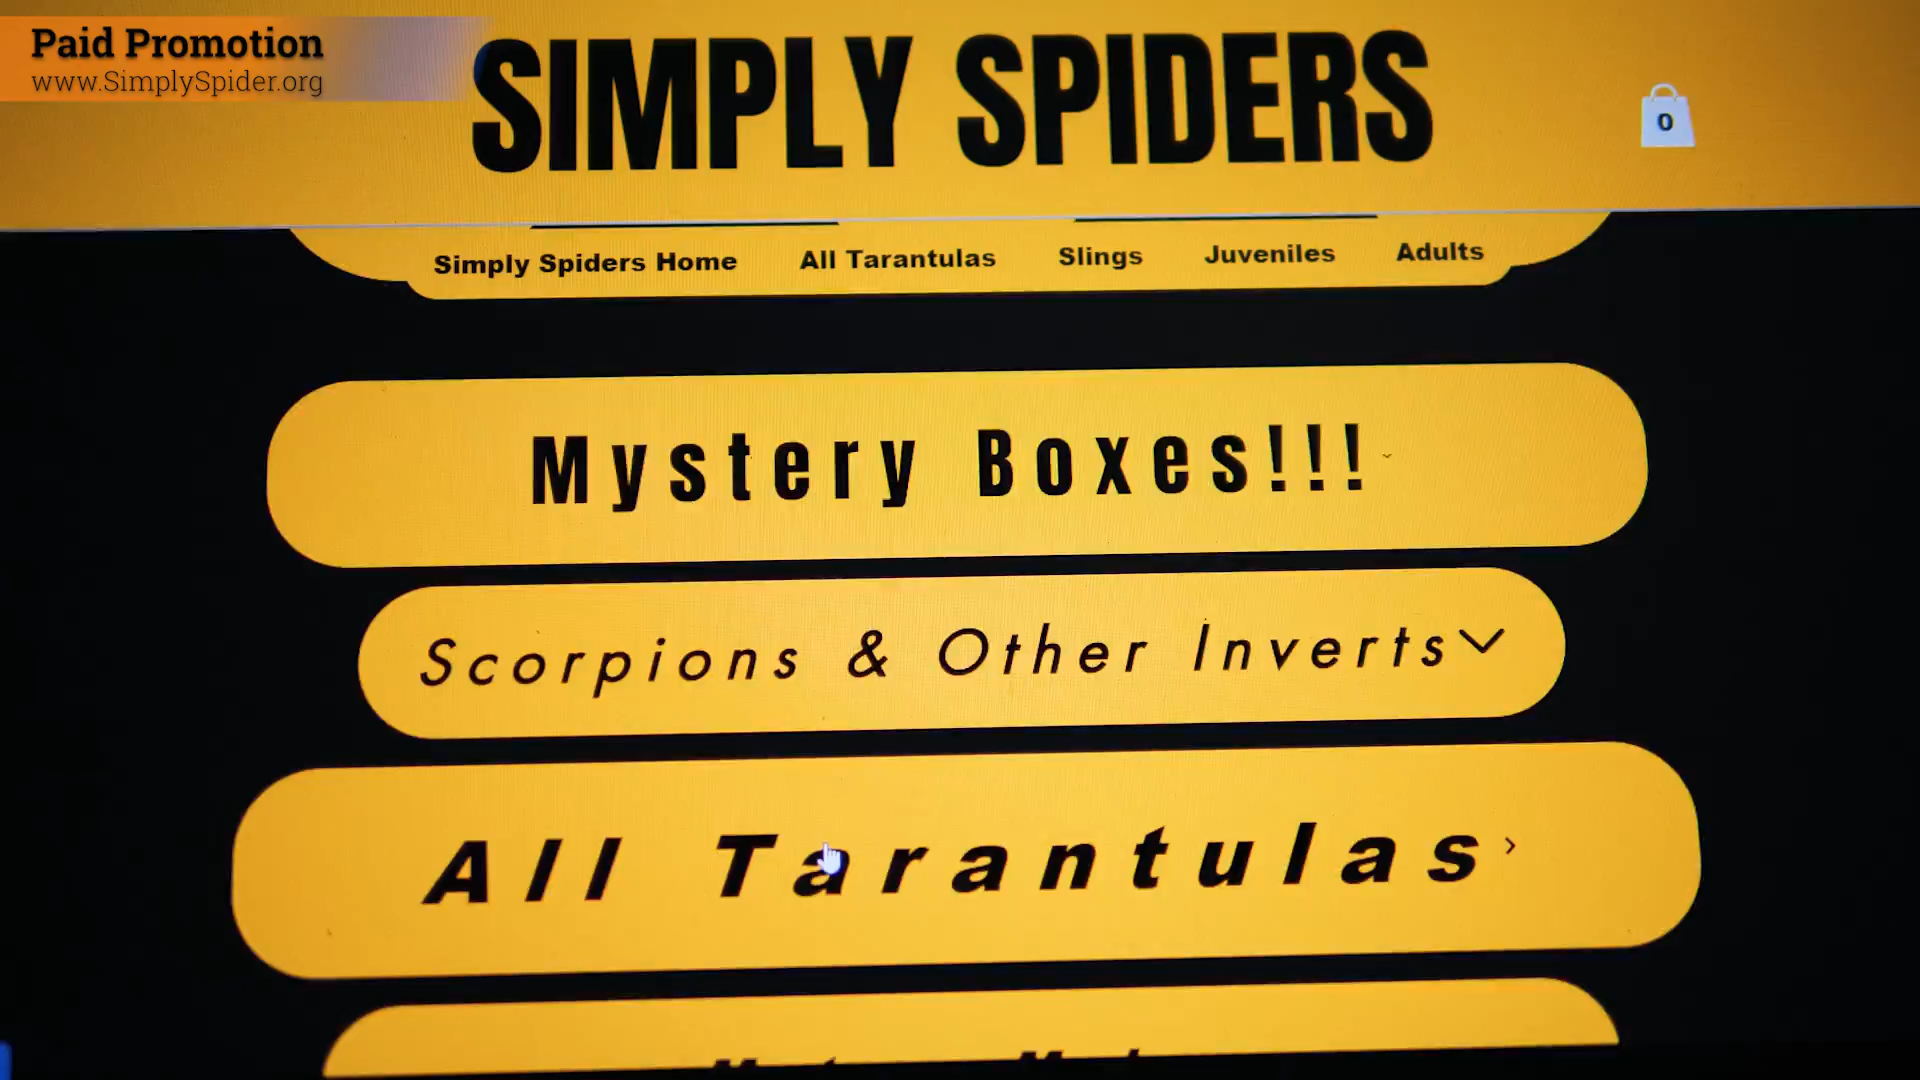 Paid Promotion
www.SimplySpider.org
SIMPLY SPIDERS
0
Simply Spiders Home All Tarantulas Slings Juveniles Adults
Mystery Boxes!!!
Scorpions & Other Inverts
All Tarantulas